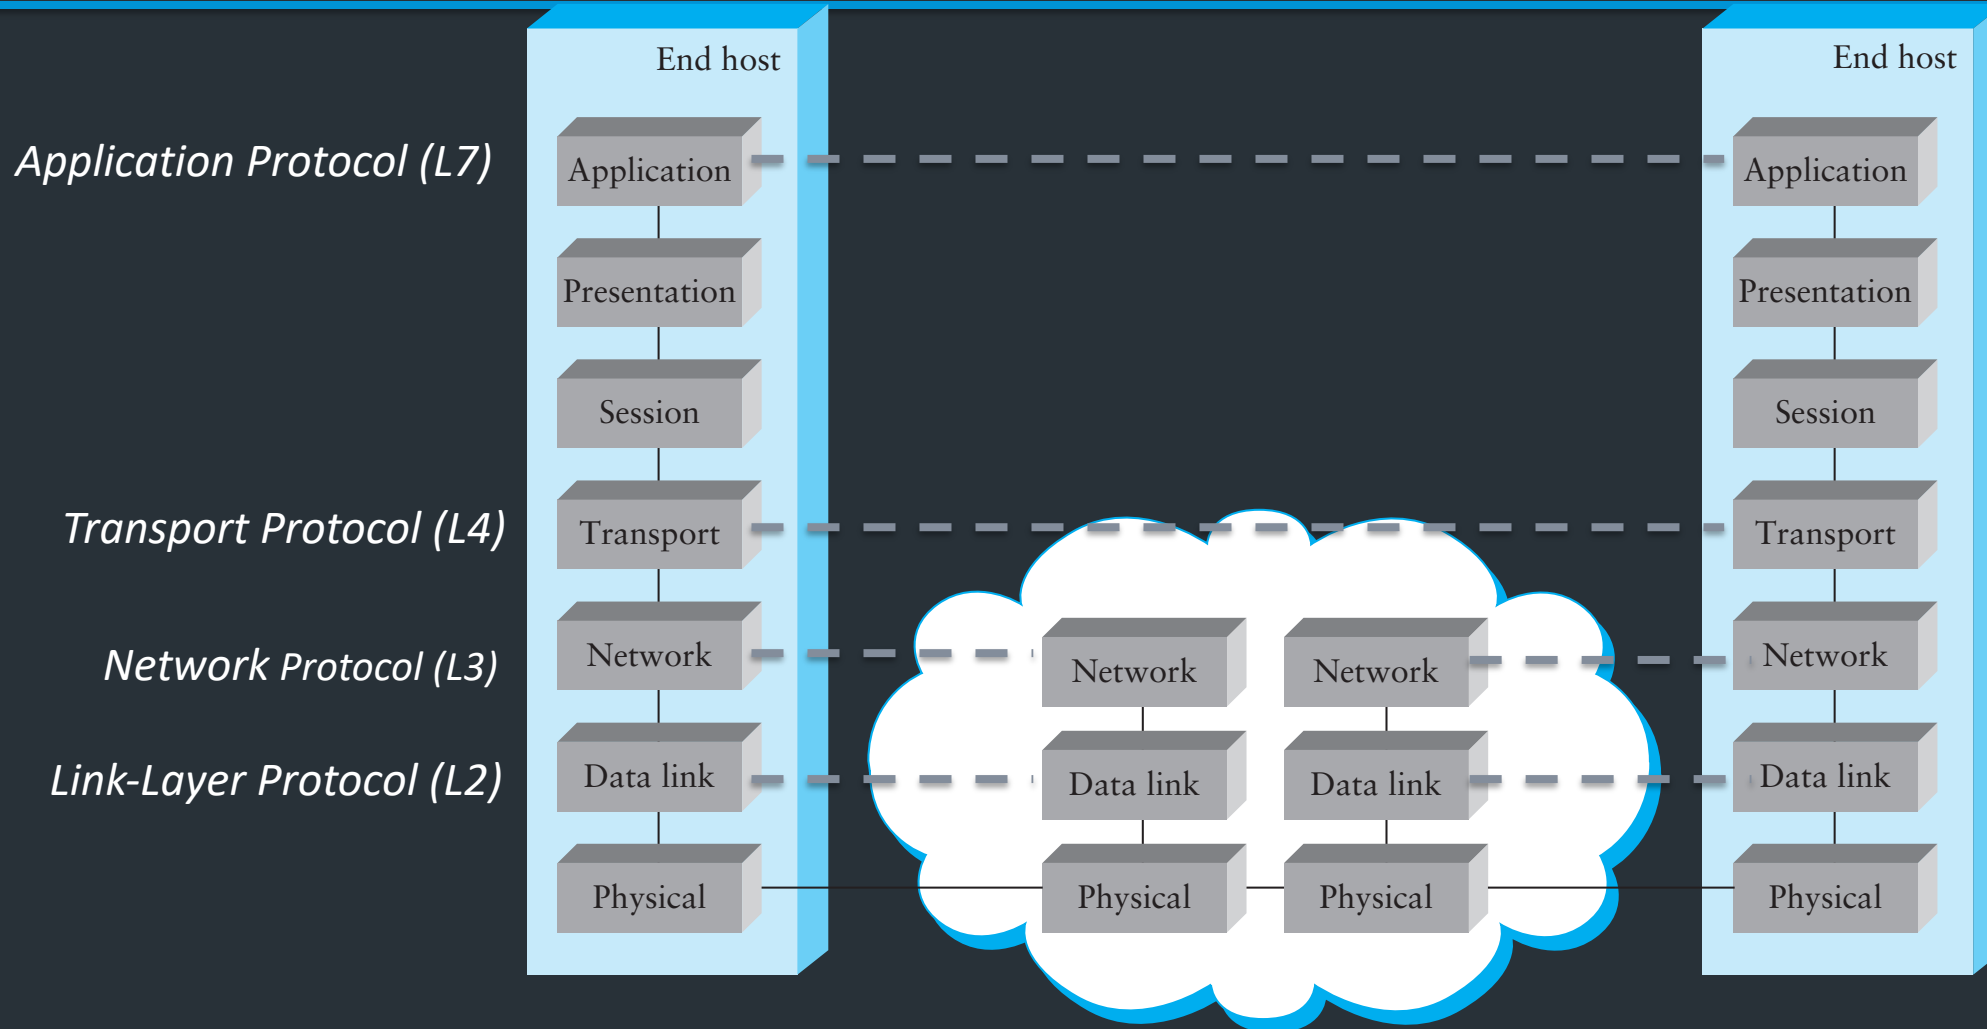 End host
End host
Application Protocol (L7)
Application
Application
Presentation
Presentation
Session
Session
Transport Protocol (L4)
Transport
Transport
Network Protocol (L3)
Network
Network
Network
Network
Link-Layer Protocol (L2)
Data link
Data link
Data link
Data link
Physical
Physical
Physical
Physical